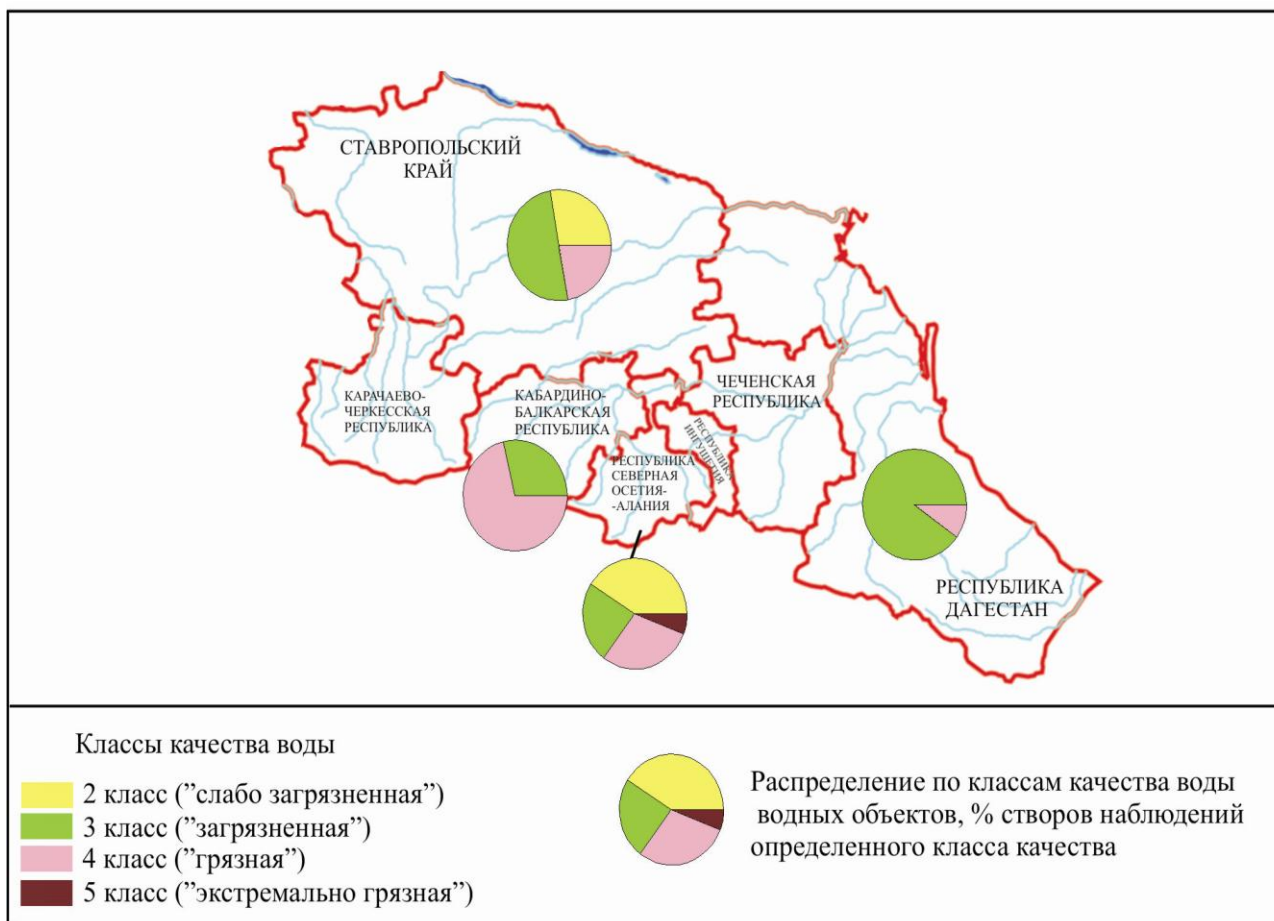 СТАВРОПОЛЬСКИЙ
КРАЙ
КАРАЧАЕВО-
ЧЕРКЕССКАЯ
РЕСПУБЛИКА
КАБАРДИНО-
БАЛКАРСКАЯ
РЕСПУБЛИКА
РЕСПУБЛИКА
СЕВЕРНАЯ
ОСЕТИЯ-
-АЛАНИЯ
РЕСПУБЛИКА
ИНГУШЕТИЯ
ЧЕЧЕНСКАЯ
РЕСПУБЛИКА
РЕСПУБЛИКА
ДАГЕСТАН
Классы качества воды
2 класс (”слабо загрязненная”)
3 класс (”загрязненная”)
4 класс (”грязная”)
5 класс (”экстремально грязная”)
Распределение по классам качества воды
водных объектов, % створов наблюдений
определенного класса качества